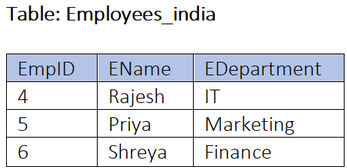 Table: Employees_india
EmpID EName EDepartment
4 Rajesh IT
5 Priya Marketing
6 Shreya Finance